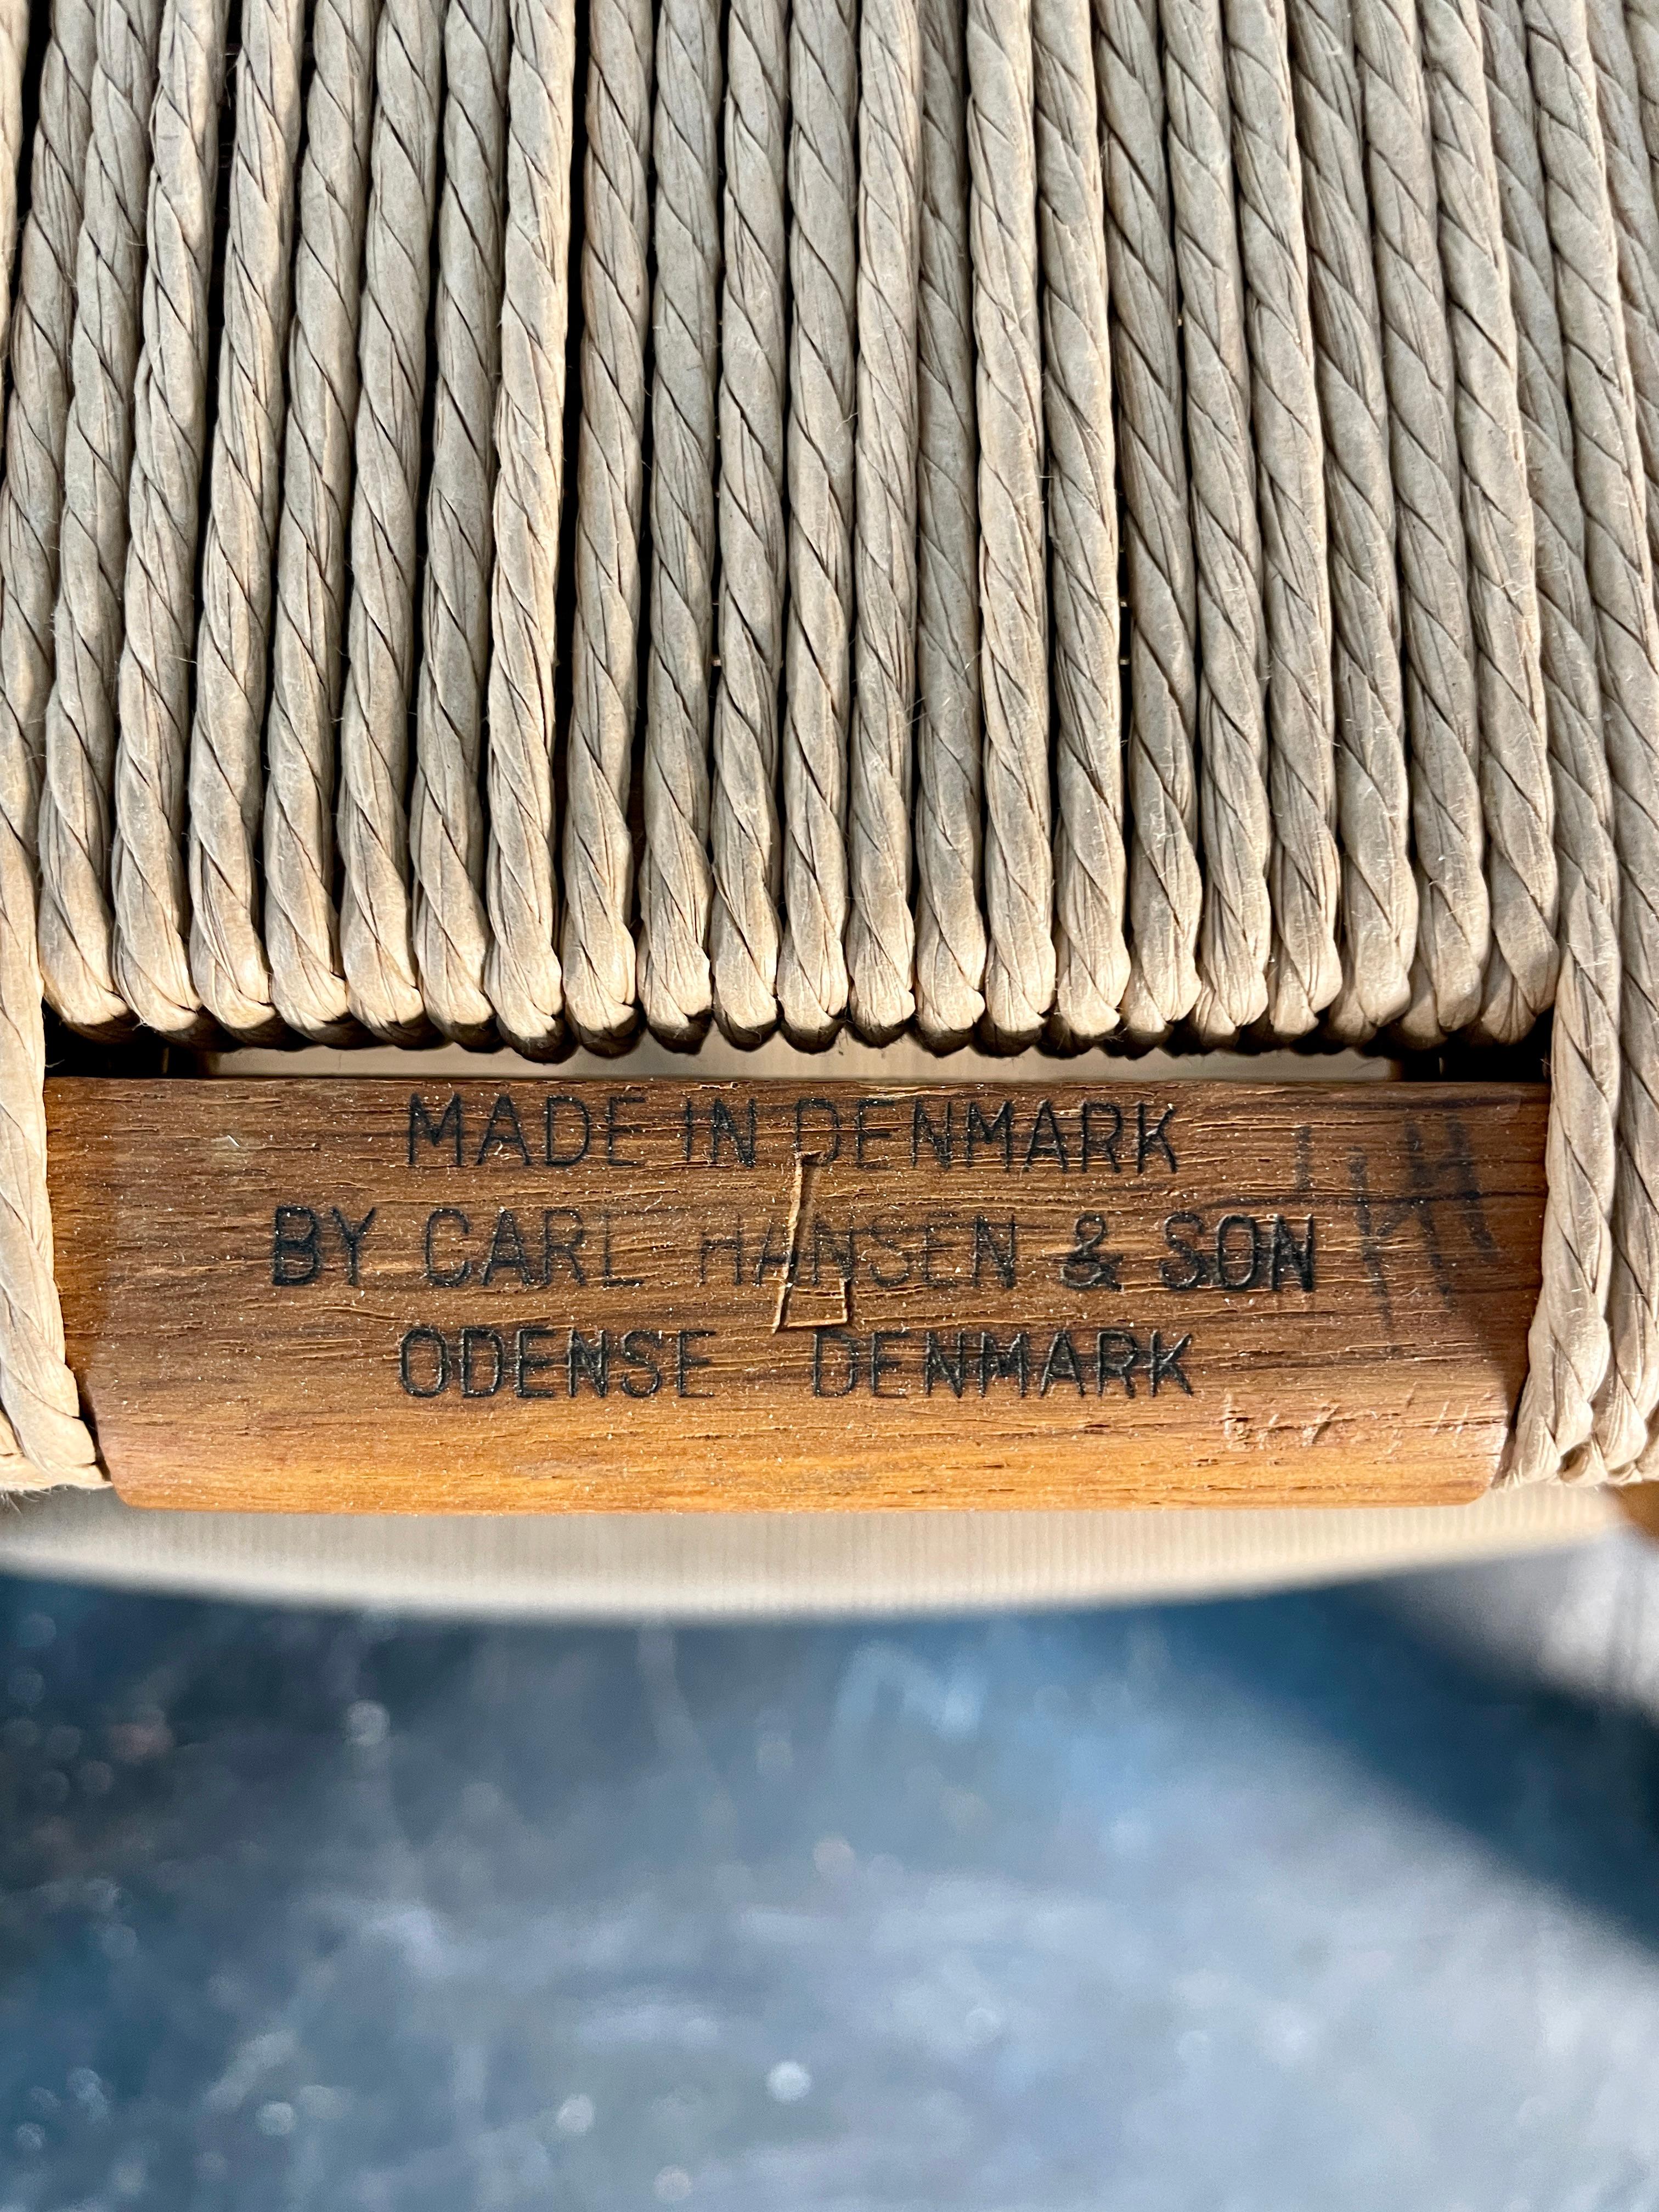 MADE IN DENMARK
BY CARL HANSEN & SON
ODENSE DENMARK